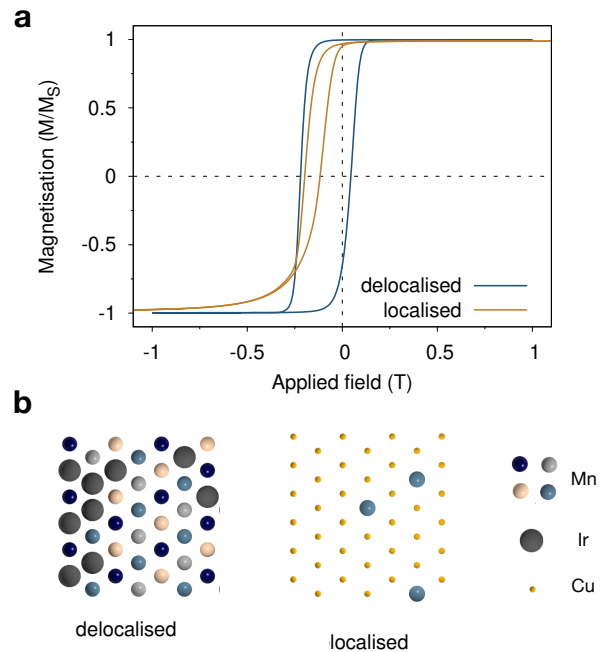 a
Magnetisation (M/M_S)
1
0.5
0
-0.5
-1
delocalised
localised
-1
-0.5
0
0.5
1
Applied field (T)
b
Mn
Ir
Cu
delocalised
localised